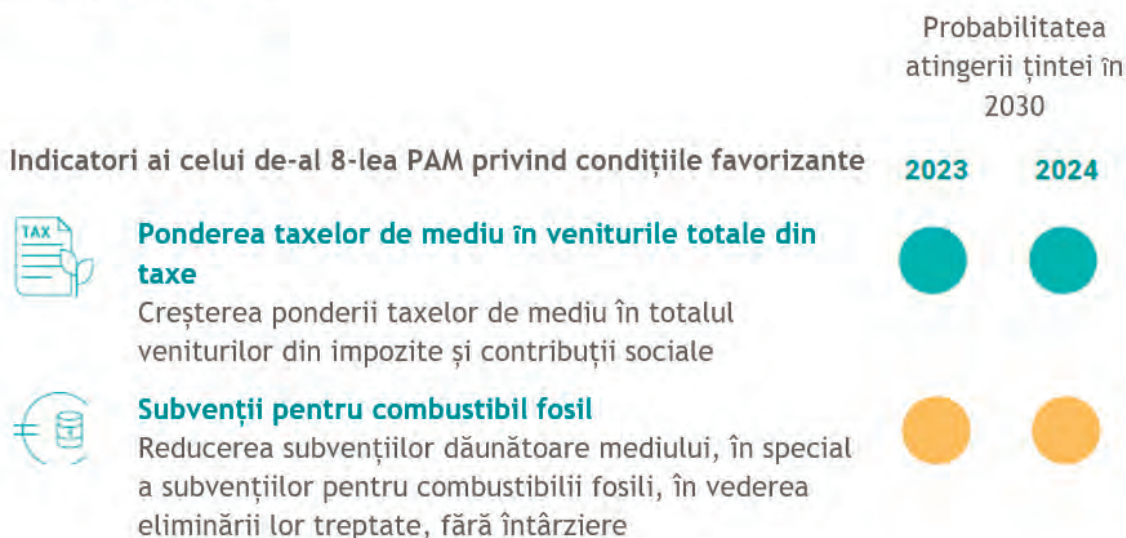 Probabilitatea
atingerii țintei în
2030
Indicatori ai celui de-al 8-lea PAM privind condițiile favorizante
2023
2024
TAX
Ponderea taxelor de mediu în veniturile totale din
taxe
Creșterea ponderii taxelor de mediu în totalul
veniturilor din impozite și contribuții sociale
Subvenții pentru combustibil fosil
Reducerea subvențiilor dăunătoare mediului, în special
a subvențiilor pentru combustibilii fosili, în vederea
eliminării lor treptate, fără întârziere